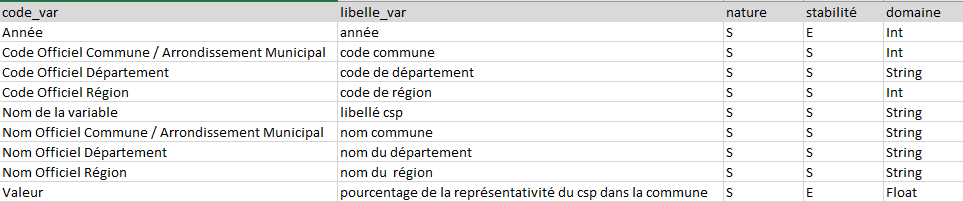 code_var libelle_var nature stabilité domaine
Année année S E Int
Code Officiel Commune / Arrondissement Municipal code commune S S Int
Code Officiel Département code de département S S String
Code Officiel Région code de région S S Int
Nom de la variable libellé csp S S String
Nom Officiel Commune / Arrondissement Municipal nom commune S S String
Nom Officiel Département nom du département S S String
Nom Officiel Région nom du  région S S String
Valeur pourcentage de la représentativité du csp dans la commune S E Float